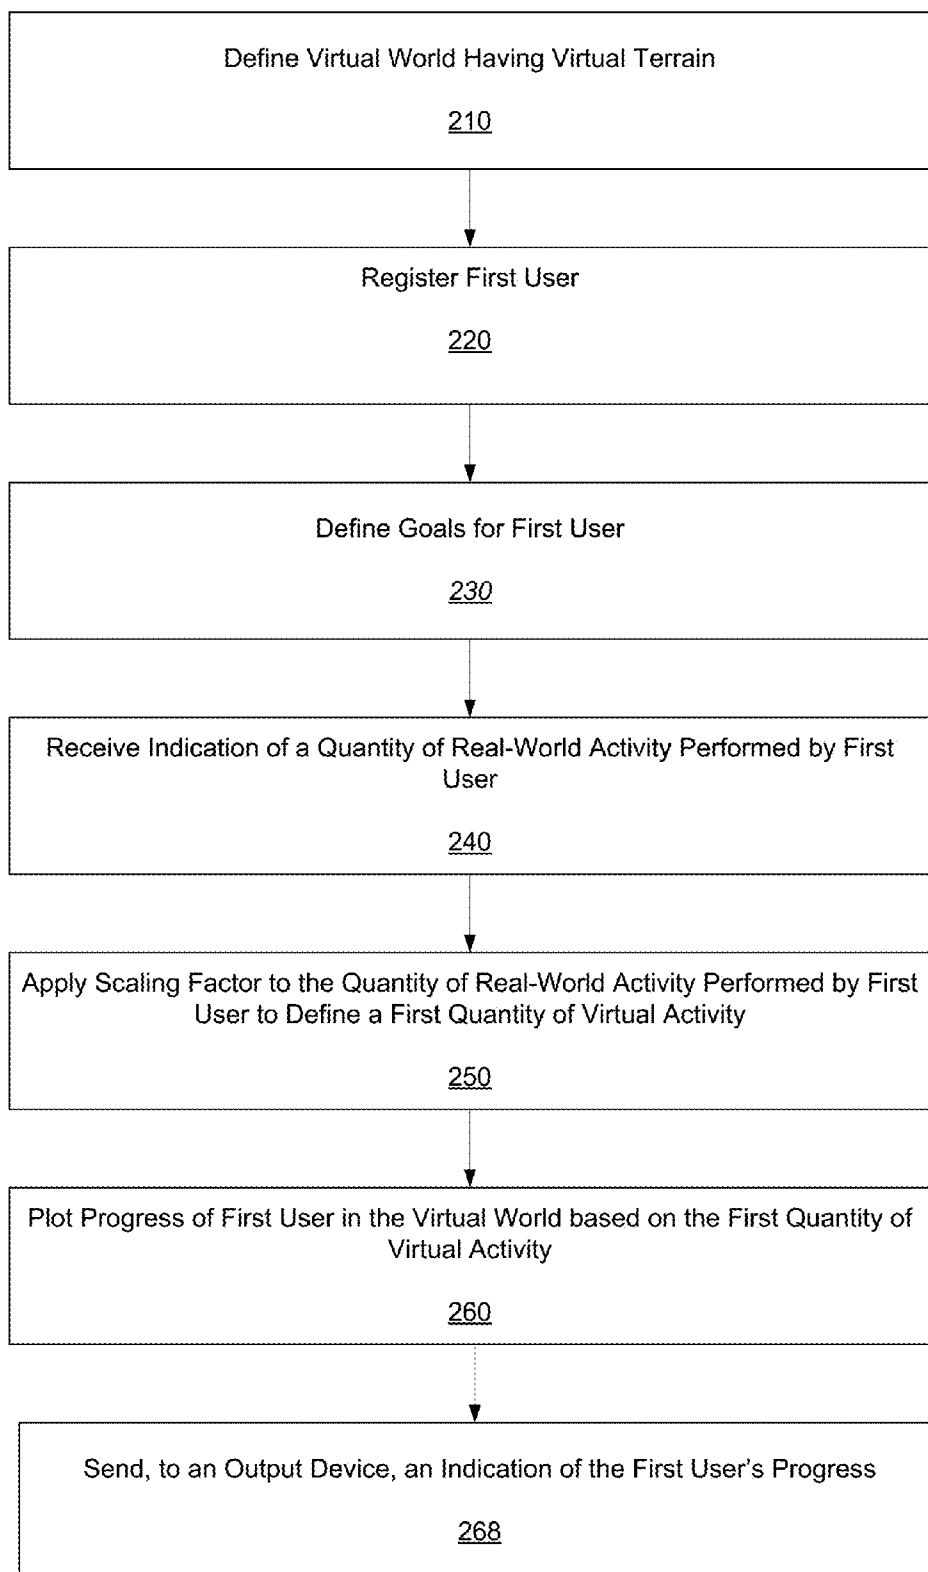 Define Virtual World Having Virtual Terrain
210
Register First User
220
Define Goals for First User
230
Receive Indication of a Quantity of Real-World Activity Performed by First
User
240
Apply Scaling Factor to the Quantity of Real-World Activity Performed by First
User to Define a First Quantity of Virtual Activity
250
Plot Progress of First User in the Virtual World based on the First Quantity of
Virtual Activity
260
Send, to an Output Device, an Indication of the First User's Progress
268